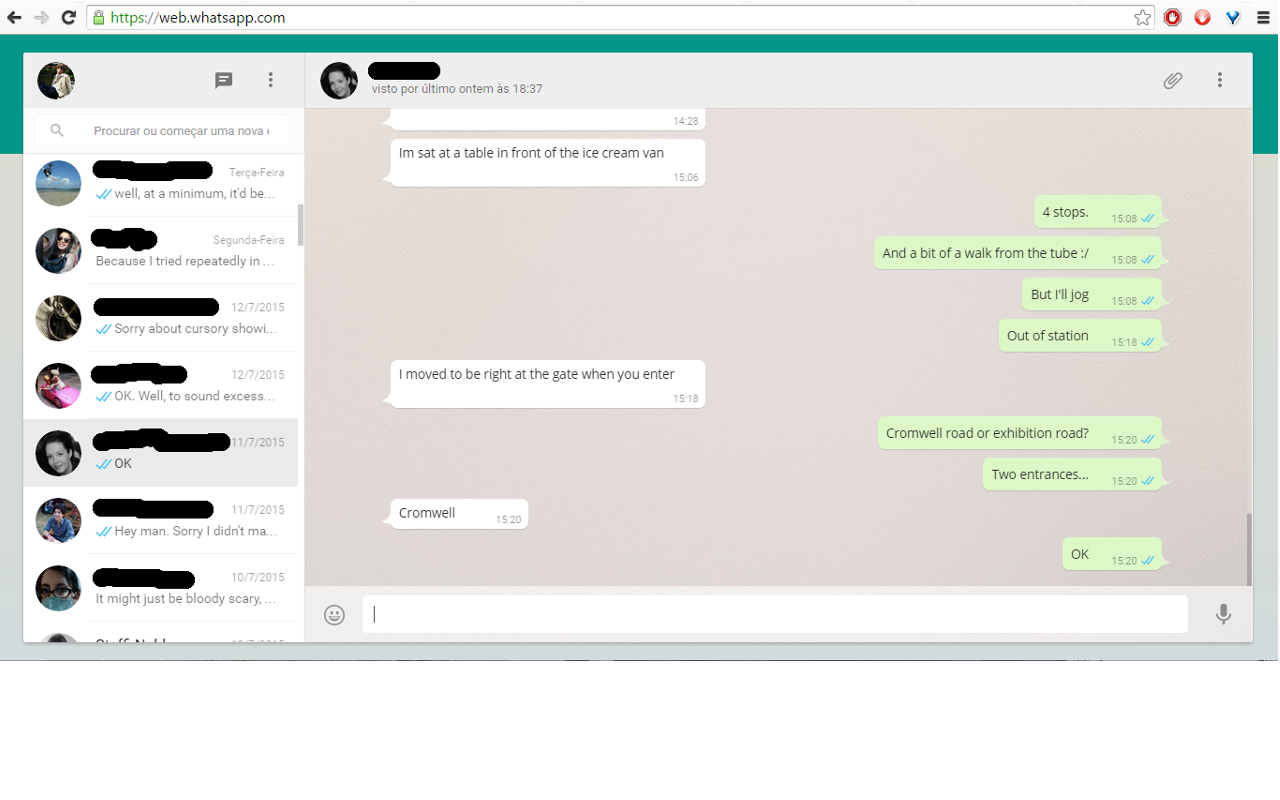 https://web.whatsapp.com
visto por último ontem às 18:37
Procurar ou começar uma nova
Terça-Feira
well, at a minimum, it'd be…
Segunda-Feira
Because I tried repeatedly in …
12/7/2015
Sorry about cursory showi…
12/7/2015
OK. Well, to sound excess…
11/7/2015
OK
11/7/2015
Hey man. Sorry I didn't ma…
10/7/2015
It might just be bloody scary, …
14:28
Im sat at a table in front of the ice cream van
15:06
4 stops. 15:08
And a bit of a walk from the tube :/ 15:08
But I'll jog 15:08
Out of station 15:18
I moved to be right at the gate when you enter
15:18
Cromwell road or exhibition road? 15:20
Two entrances... 15:20
Cromwell 15:20
OK 15:20